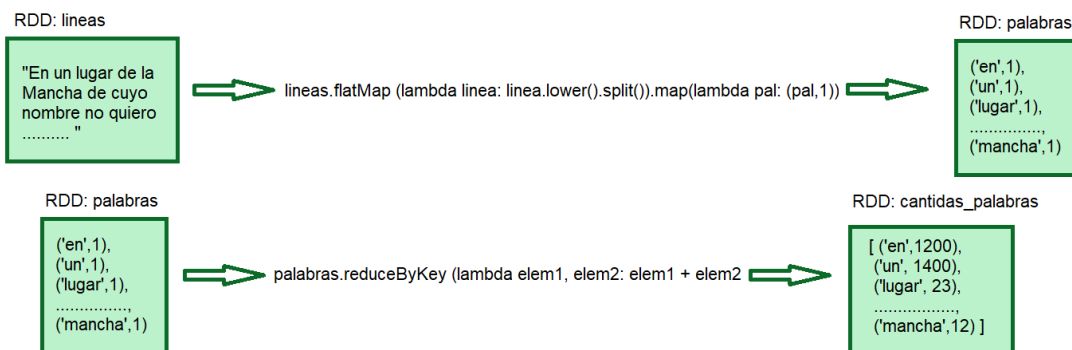 RDD: lineas
RDD: palabras
"En un lugar de la
Mancha de cuyo
nombre no quiero
.......... "
lineas.flatMap (lambda linea: linea.lower().split()).map(lambda pal: (pal,1))
('en',1),
('un',1),
('lugar',1),
................,
('mancha',1)
RDD: palabras
RDD: cantidas_palabras
('en',1),
('un',1),
('lugar',1),
...............,
('mancha',1)
palabras.reduceByKey (lambda elem1, elem2: elem1 + elem2
[ ('en',1200),
('un', 1400),
('lugar', 23),
.................,
('mancha',12) ]